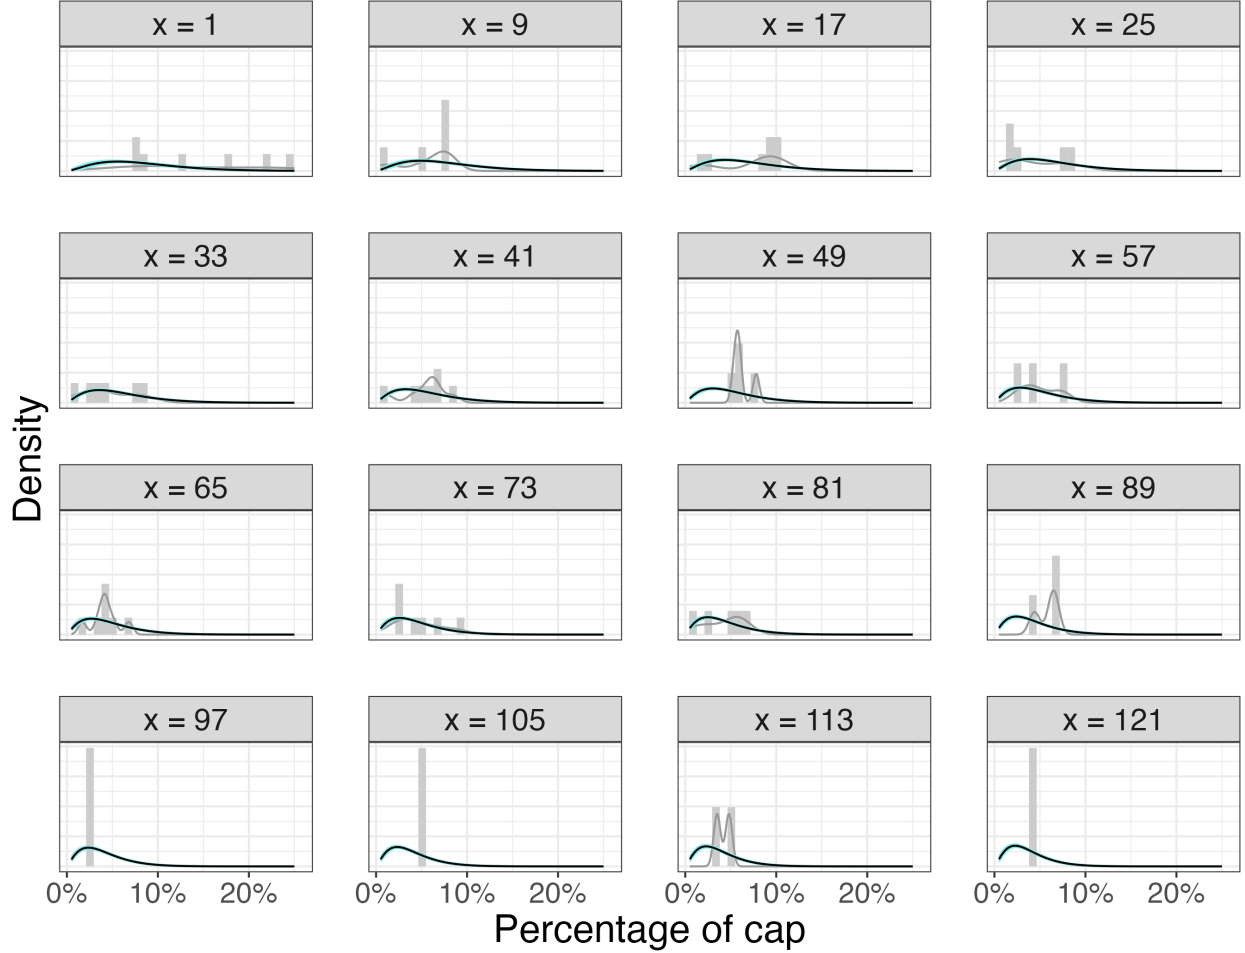 x = 1
x = 9
x = 17
x = 25
x = 33
x = 41
x = 49
x = 57
x = 65
x = 73
x = 81
x = 89
x = 97
x = 105
x = 113
x = 121
Density
0% 10% 20% 0% 10% 20% 0% 10% 20% 0% 10% 20%
Percentage of cap